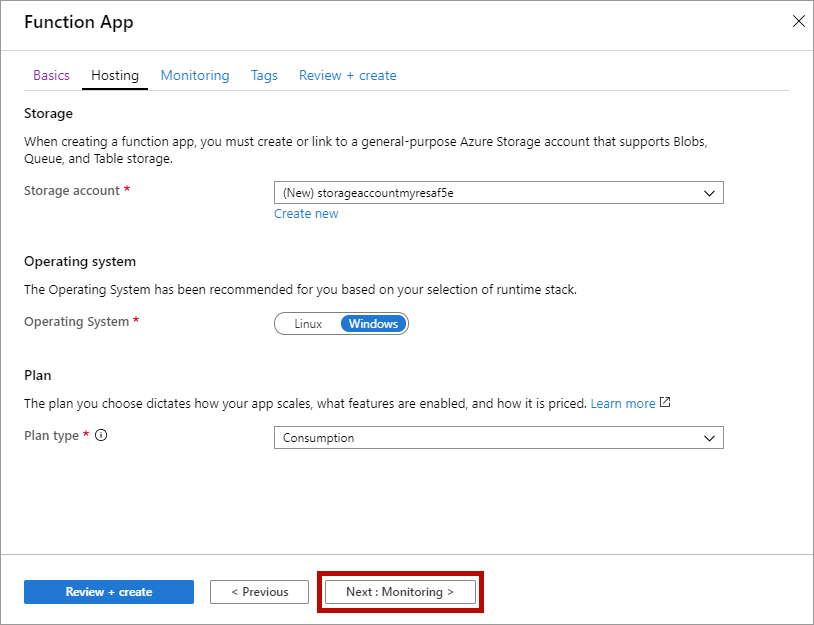 Function App
Basics Hosting Monitoring Tags Review + create
Storage
When creating a function app, you must create or link to a general-purpose Azure Storage account that supports Blobs,
Queue, and Table storage.
Storage account * (New) storageaccountmyresaf5e
Create new
Operating system
The Operating System has been recommended for you based on your selection of runtime stack.
Operating System * Linux Windows
Plan
The plan you choose dictates how your app scales, what features are enabled, and how it is priced. Learn more
Plan type * Consumption
Review + create < Previous Next : Monitoring >